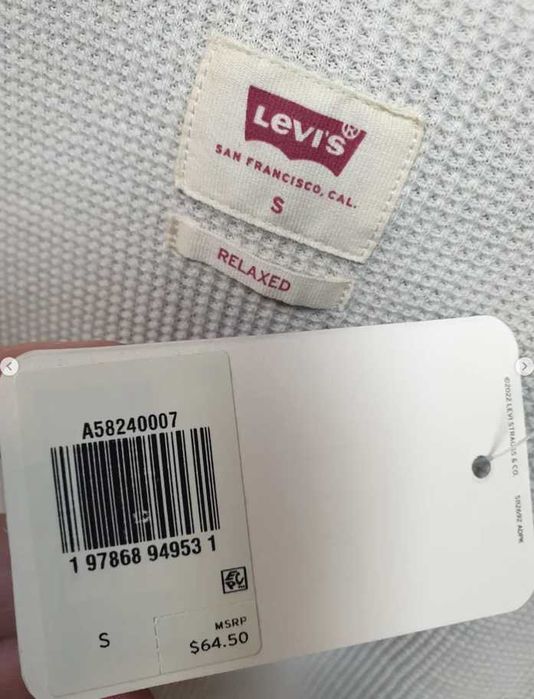 LEVI'S®
SAN FRANCISCO, CAL.
S
RELAXED
A58240007
1 97868 94953 1
S
MSRP
$64.50
©2022 LEVI STRAUSS & CO.